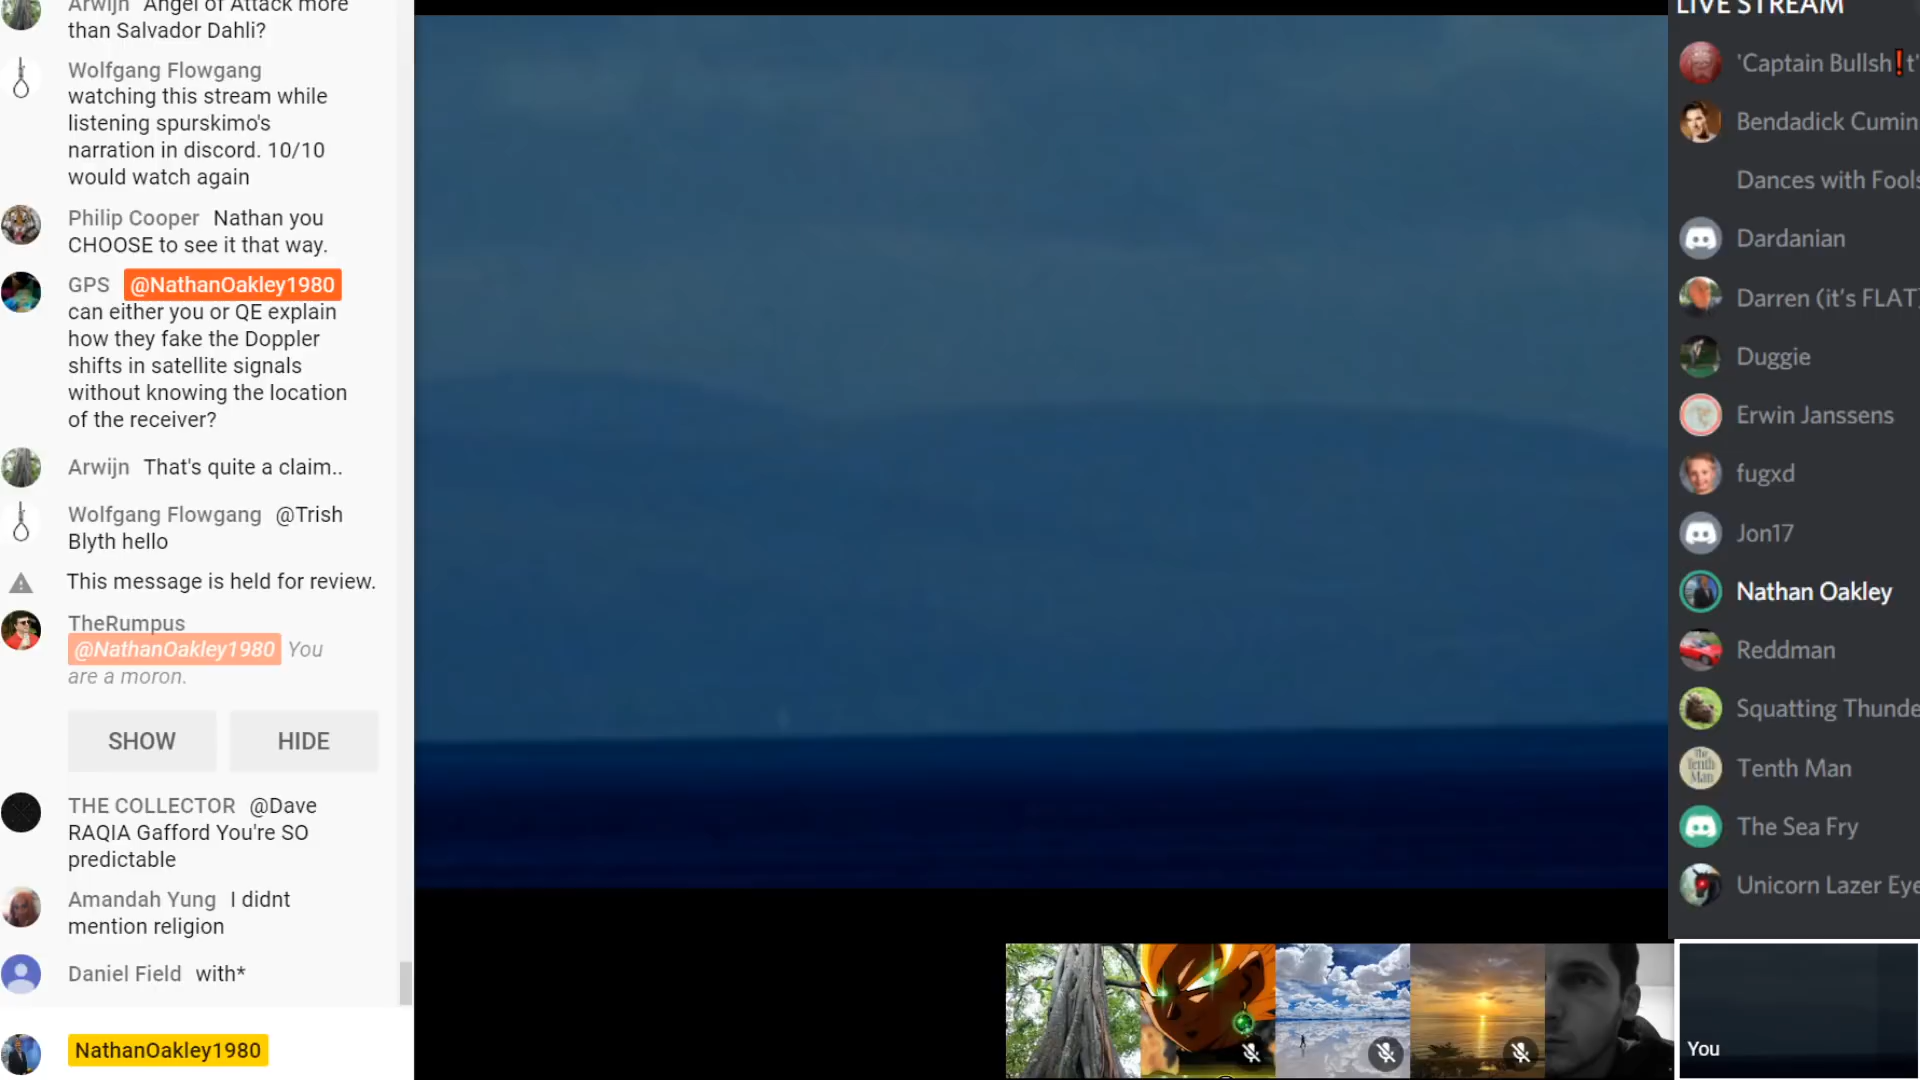 Arwijn Angel of Attack more
than Salvador Dahli?
Wolfgang Flowgang
watching this stream while
listening spurskimo's
narration in discord. 10/10
would watch again
Philip Cooper Nathan you
CHOOSE to see it that way.
GPS @NathanOakley1980
can either you or QE explain
how they fake the Doppler
shifts in satellite signals
without knowing the location
of the receiver?
Arwijn That's quite a claim..
Wolfgang Flowgang @Trish
Blyth hello
This message is held for review.
TheRumpus
@NathanOakley1980 You
are a moron.
SHOW HIDE
THE COLLECTOR @Dave
RAQIA Gafford You're SO
predictable
Amandah Yung I didnt
mention religion
Daniel Field with*
NathanOakley1980
LIVE STREAM
'Captain Bullsh❗t'
Bendadick Cumin
Dances with Fools
Dardanian
Darren (it's FLAT)
Duggie
Erwin Janssens
fugxd
Jon17
Nathan Oakley
Reddman
Squatting Thunde
Tenth Man
The
Tenth
Man
The Sea Fry
Unicorn Lazer Eye
You